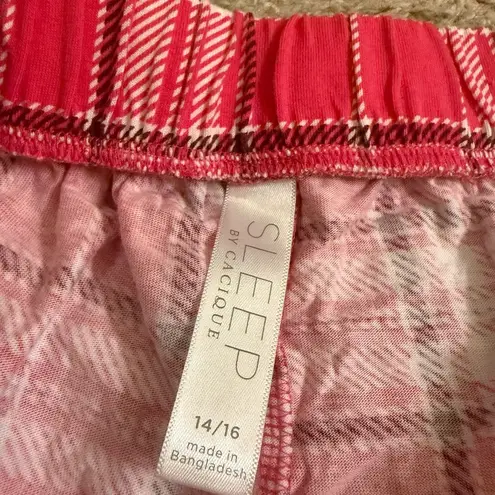 SLEEP
BY CACIQUE
14/16
made in
Bangladesh